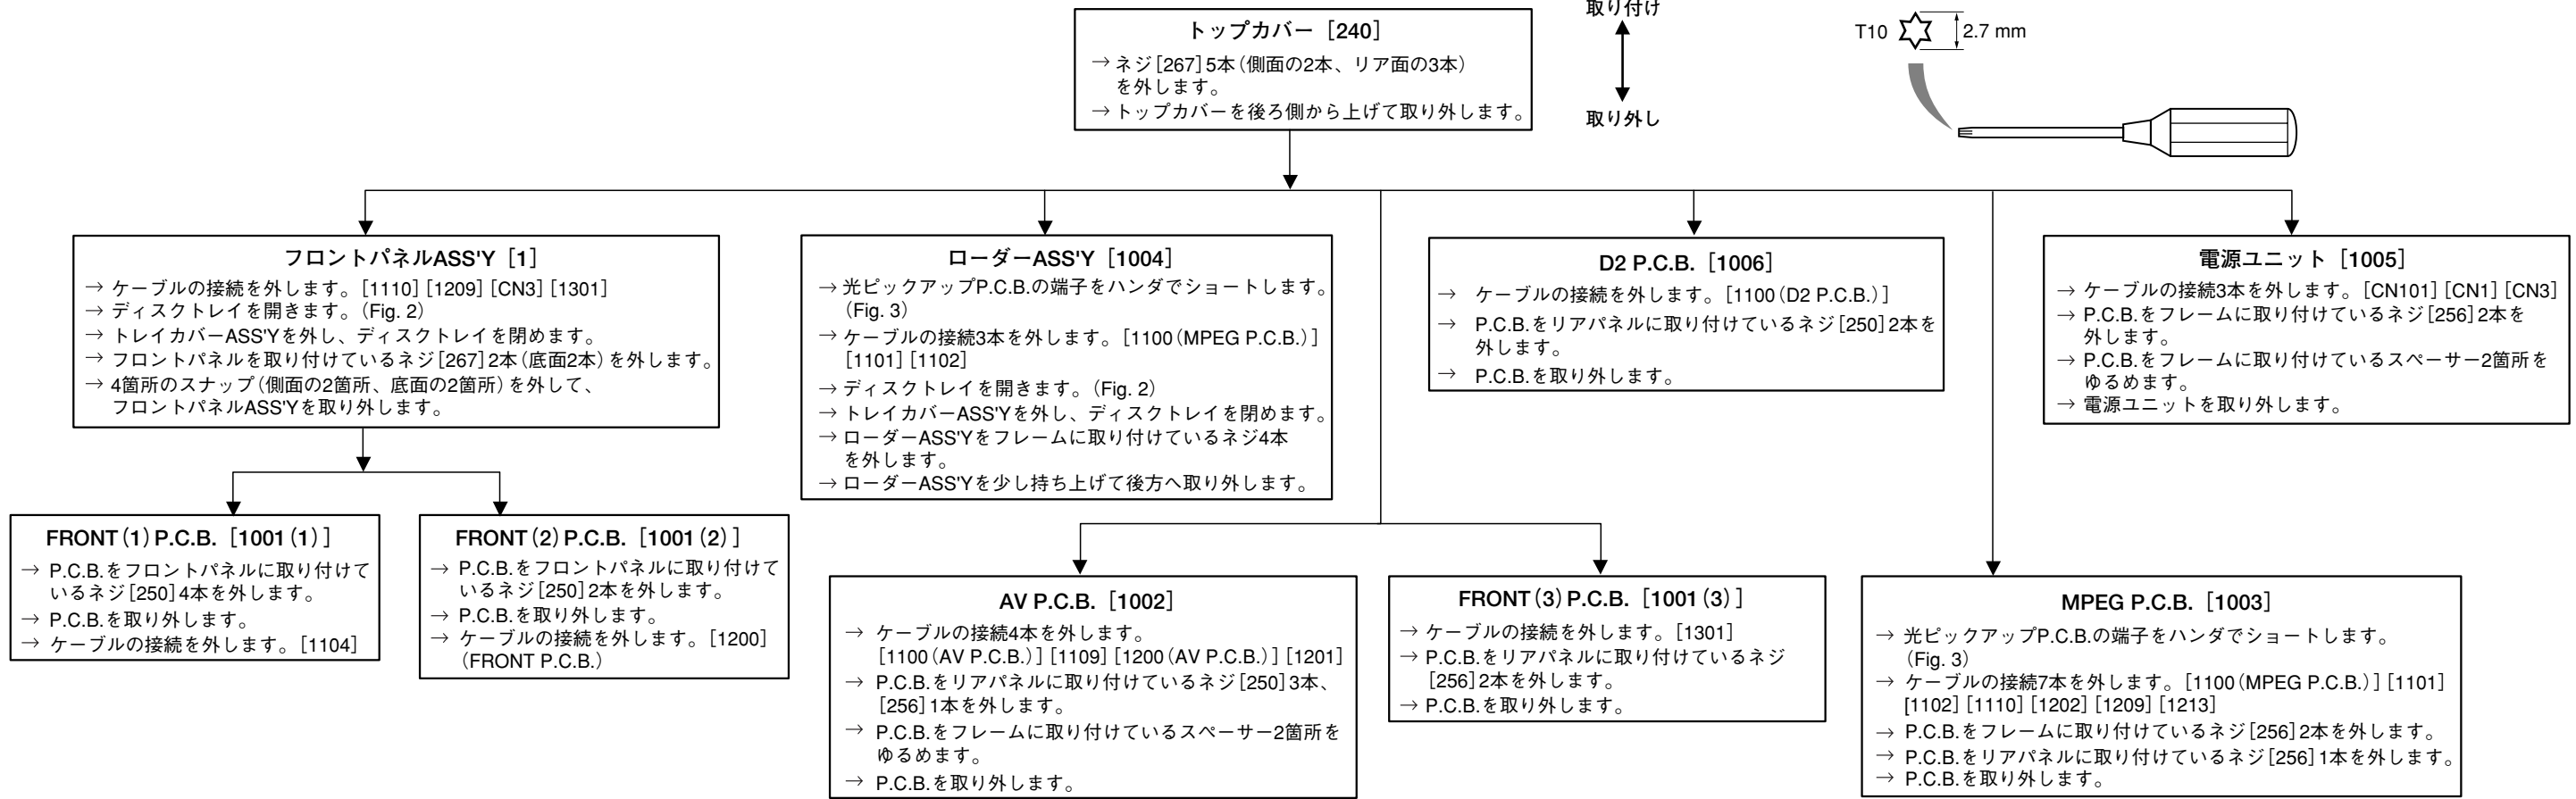 トップカバー [240]
→ ネジ[267]5本(側面の2本、リア面の3本)
を外します。
→ トップカバーを後ろ側から上げて取り外します。
取り付け
取り外し
T10
2.7 mm
フロントパネルASS'Y [1]
→ ケーブルの接続を外します。[1110] [1209] [CN3] [1301]
→ ディスクトレイを開きます。(Fig. 2)
→ トレイカバーASS'Yを外し、ディスクトレイを閉めます。
→ フロントパネルを取り付けているネジ[267]2本(底面2本)を外します。
→ 4箇所のスナップ(側面の2箇所、底面の2箇所)を外して、
フロントパネルASS'Yを取り外します。
ローダーASS'Y [1004]
→ 光ピックアップP.C.B.の端子をハンダでショートします。
(Fig. 3)
→ ケーブルの接続3本を外します。[1100(MPEG P.C.B.)]
[1101] [1102]
→ ディスクトレイを開きます。(Fig. 2)
→ トレイカバーASS'Yを外し、ディスクトレイを閉めます。
→ ローダーASS'Yをフレームに取り付けているネジ4本
を外します。
→ ローダーASS'Yを少し持ち上げて後方へ取り外します。
D2 P.C.B. [1006]
→ ケーブルの接続を外します。[1100(D2 P.C.B.)]
→ P.C.B.をリアパネルに取り付けているネジ[250]2本を
外します。
→ P.C.B.を取り外します。
電源ユニット [1005]
→ ケーブルの接続3本を外します。[CN101] [CN1] [CN3]
→ P.C.B.をフレームに取り付けているネジ[256]2本を
外します。
→ P.C.B.をフレームに取り付けているスペーサー2箇所を
ゆるめます。
→ 電源ユニットを取り外します。
FRONT(1)P.C.B. [1001(1)]
→ P.C.B.をフロントパネルに取り付けて
いるネジ[250]4本を外します。
→ P.C.B.を取り外します。
→ ケーブルの接続を外します。[1104]
FRONT(2)P.C.B. [1001(2)]
→ P.C.B.をフロントパネルに取り付けて
いるネジ[250]2本を外します。
→ P.C.B.を取り外します。
→ ケーブルの接続を外します。[1200]
(FRONT P.C.B.)
AV P.C.B. [1002]
→ ケーブルの接続4本を外します。
[1100(AV P.C.B.)] [1109] [1200(AV P.C.B.)] [1201]
→ P.C.B.をリアパネルに取り付けているネジ[250]3本、
[256]1本を外します。
→ P.C.B.をフレームに取り付けているスペーサー2箇所を
ゆるめます。
→ P.C.B.を取り外します。
FRONT(3)P.C.B. [1001(3)]
→ ケーブルの接続を外します。[1301]
→ P.C.B.をリアパネルに取り付けているネジ
[256]2本を外します。
→ P.C.B.を取り外します。
MPEG P.C.B. [1003]
→ 光ピックアップP.C.B.の端子をハンダでショートします。
(Fig. 3)
→ ケーブルの接続7本を外します。[1100(MPEG P.C.B.)] [1101]
[1102] [1110] [1202] [1209] [1213]
→ P.C.B.をフレームに取り付けているネジ[256]2本を外します。
→ P.C.B.をリアパネルに取り付けているネジ[256]1本を外します。
→ P.C.B.を取り外します。